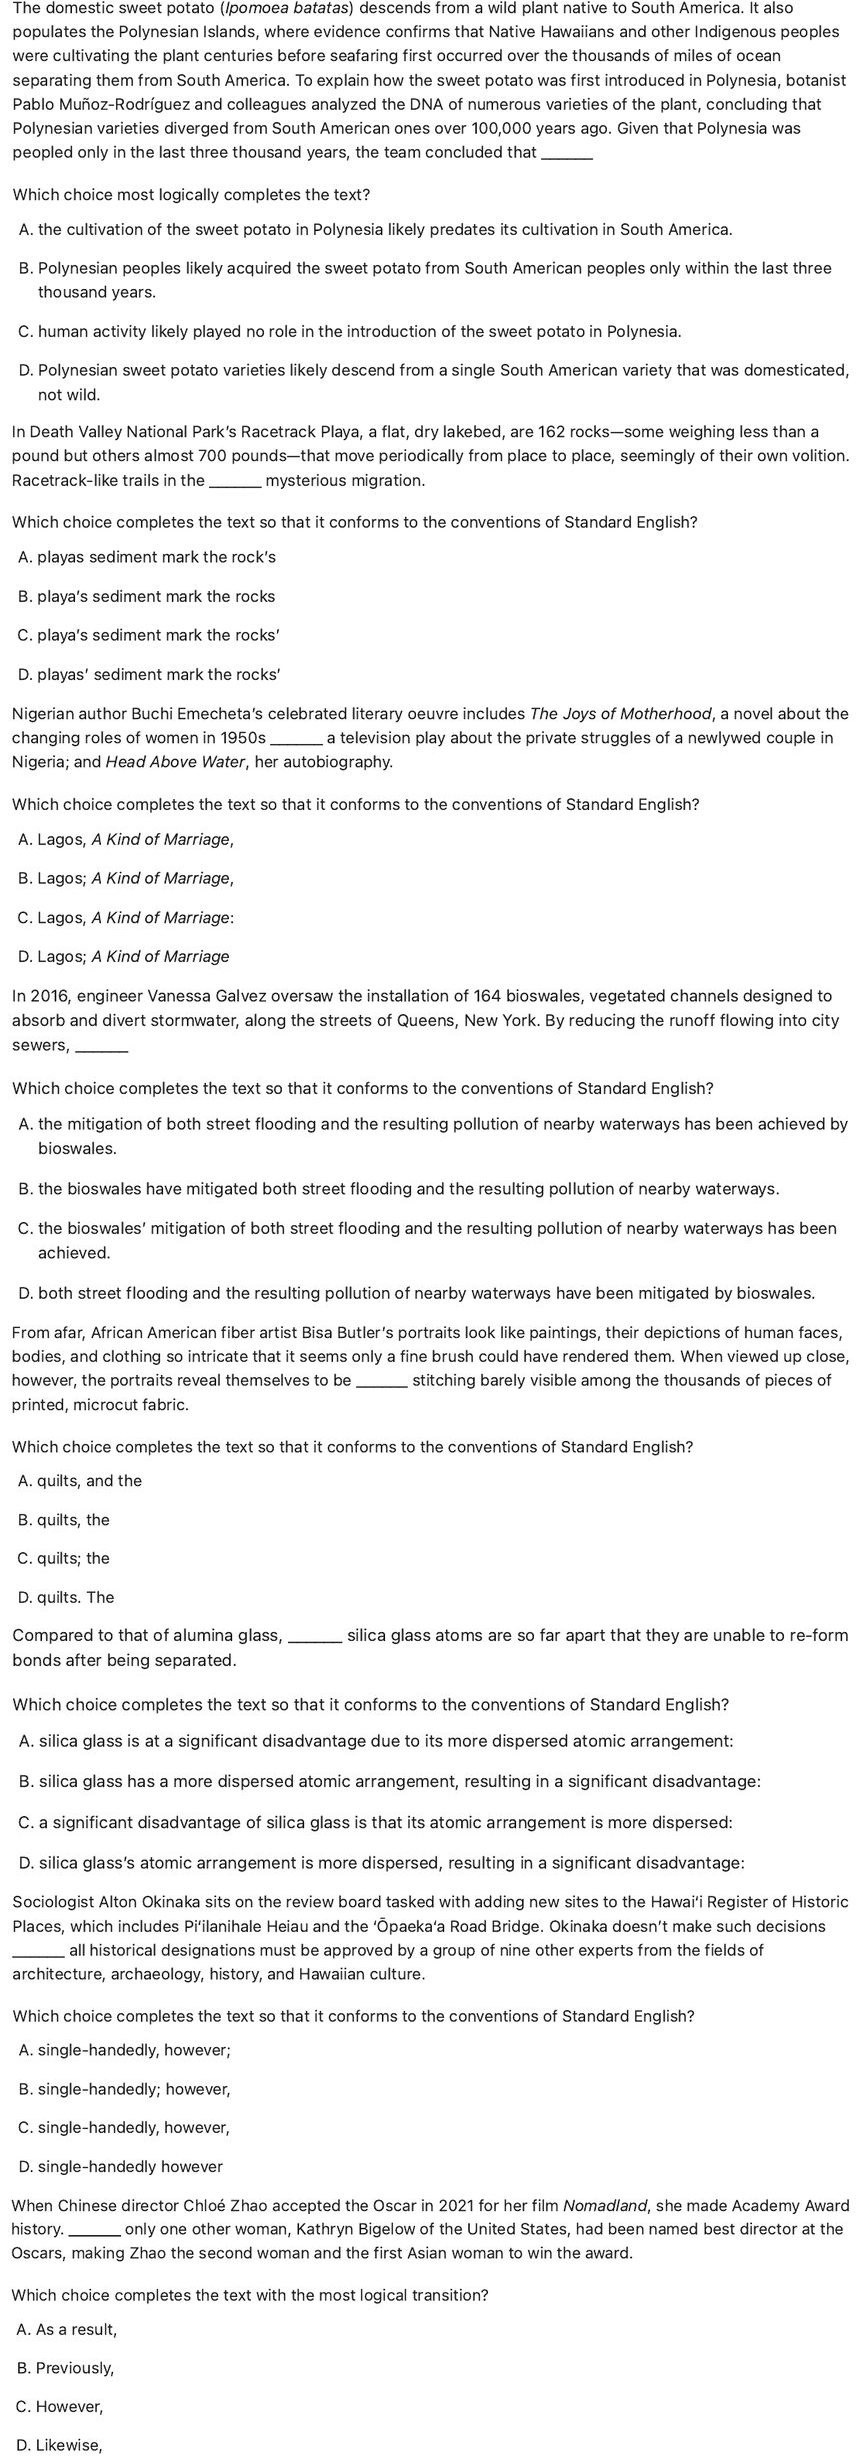 The domestic sweet potato (Ipomoea batatas) descends from a wild plant native to South America. It also
populates the Polynesian Islands, where evidence confirms that Native Hawaiians and other Indigenous peoples
were cultivating the plant centuries before seafaring first occurred over the thousands of miles of ocean
separating them from South America. To explain how the sweet potato was first introduced in Polynesia, botanist
Pablo Muñoz-Rodríguez and colleagues analyzed the DNA of numerous varieties of the plant, concluding that
Polynesian varieties diverged from South American ones over 100,000 years ago. Given that Polynesia was
peopled only in the last three thousand years, the team concluded that ______
Which choice most logically completes the text?
A. the cultivation of the sweet potato in Polynesia likely predates its cultivation in South America.
B. Polynesian peoples likely acquired the sweet potato from South American peoples only within the last three
thousand years.
C. human activity likely played no role in the introduction of the sweet potato in Polynesia.
D. Polynesian sweet potato varieties likely descend from a single South American variety that was domesticated,
not wild.
In Death Valley National Park's Racetrack Playa, a flat, dry lakebed, are 162 rocks—some weighing less than a
pound but others almost 700 pounds—that move periodically from place to place, seemingly of their own volition.
Racetrack-like trails in the ______ mysterious migration.
Which choice completes the text so that it conforms to the conventions of Standard English?
A. playas sediment mark the rock's
B. playa's sediment mark the rocks
C. playa's sediment mark the rocks'
D. playas' sediment mark the rocks'
Nigerian author Buchi Emecheta's celebrated literary oeuvre includes The Joys of Motherhood, a novel about the
changing roles of women in 1950s ______ a television play about the private struggles of a newlywed couple in
Nigeria; and Head Above Water, her autobiography.
Which choice completes the text so that it conforms to the conventions of Standard English?
A. Lagos, A Kind of Marriage,
B. Lagos; A Kind of Marriage,
C. Lagos, A Kind of Marriage:
D. Lagos; A Kind of Marriage
In 2016, engineer Vanessa Galvez oversaw the installation of 164 bioswales, vegetated channels designed to
absorb and divert stormwater, along the streets of Queens, New York. By reducing the runoff flowing into city
sewers, ______
Which choice completes the text so that it conforms to the conventions of Standard English?
A. the mitigation of both street flooding and the resulting pollution of nearby waterways has been achieved by
bioswales.
B. the bioswales have mitigated both street flooding and the resulting pollution of nearby waterways.
C. the bioswales' mitigation of both street flooding and the resulting pollution of nearby waterways has been
achieved.
D. both street flooding and the resulting pollution of nearby waterways have been mitigated by bioswales.
From afar, African American fiber artist Bisa Butler's portraits look like paintings, their depictions of human faces,
bodies, and clothing so intricate that it seems only a fine brush could have rendered them. When viewed up close,
however, the portraits reveal themselves to be ______ stitching barely visible among the thousands of pieces of
printed, microcut fabric.
Which choice completes the text so that it conforms to the conventions of Standard English?
A. quilts, and the
B. quilts, the
C. quilts; the
D. quilts. The
Compared to that of alumina glass, ______ silica glass atoms are so far apart that they are unable to re-form
bonds after being separated.
Which choice completes the text so that it conforms to the conventions of Standard English?
A. silica glass is at a significant disadvantage due to its more dispersed atomic arrangement:
B. silica glass has a more dispersed atomic arrangement, resulting in a significant disadvantage:
C. a significant disadvantage of silica glass is that its atomic arrangement is more dispersed:
D. silica glass's atomic arrangement is more dispersed, resulting in a significant disadvantage:
Sociologist Alton Okinaka sits on the review board tasked with adding new sites to the Hawai‘i Register of Historic
Places, which includes Pi‘ilanihale Heiau and the ‘Ōpaeka‘a Road Bridge. Okinaka doesn't make such decisions
______ all historical designations must be approved by a group of nine other experts from the fields of
architecture, archaeology, history, and Hawaiian culture.
Which choice completes the text so that it conforms to the conventions of Standard English?
A. single-handedly, however;
B. single-handedly; however,
C. single-handedly, however,
D. single-handedly however
When Chinese director Chloé Zhao accepted the Oscar in 2021 for her film Nomadland, she made Academy Award
history. ______ only one other woman, Kathryn Bigelow of the United States, had been named best director at the
Oscars, making Zhao the second woman and the first Asian woman to win the award.
Which choice completes the text with the most logical transition?
A. As a result,
B. Previously,
C. However,
D. Likewise,